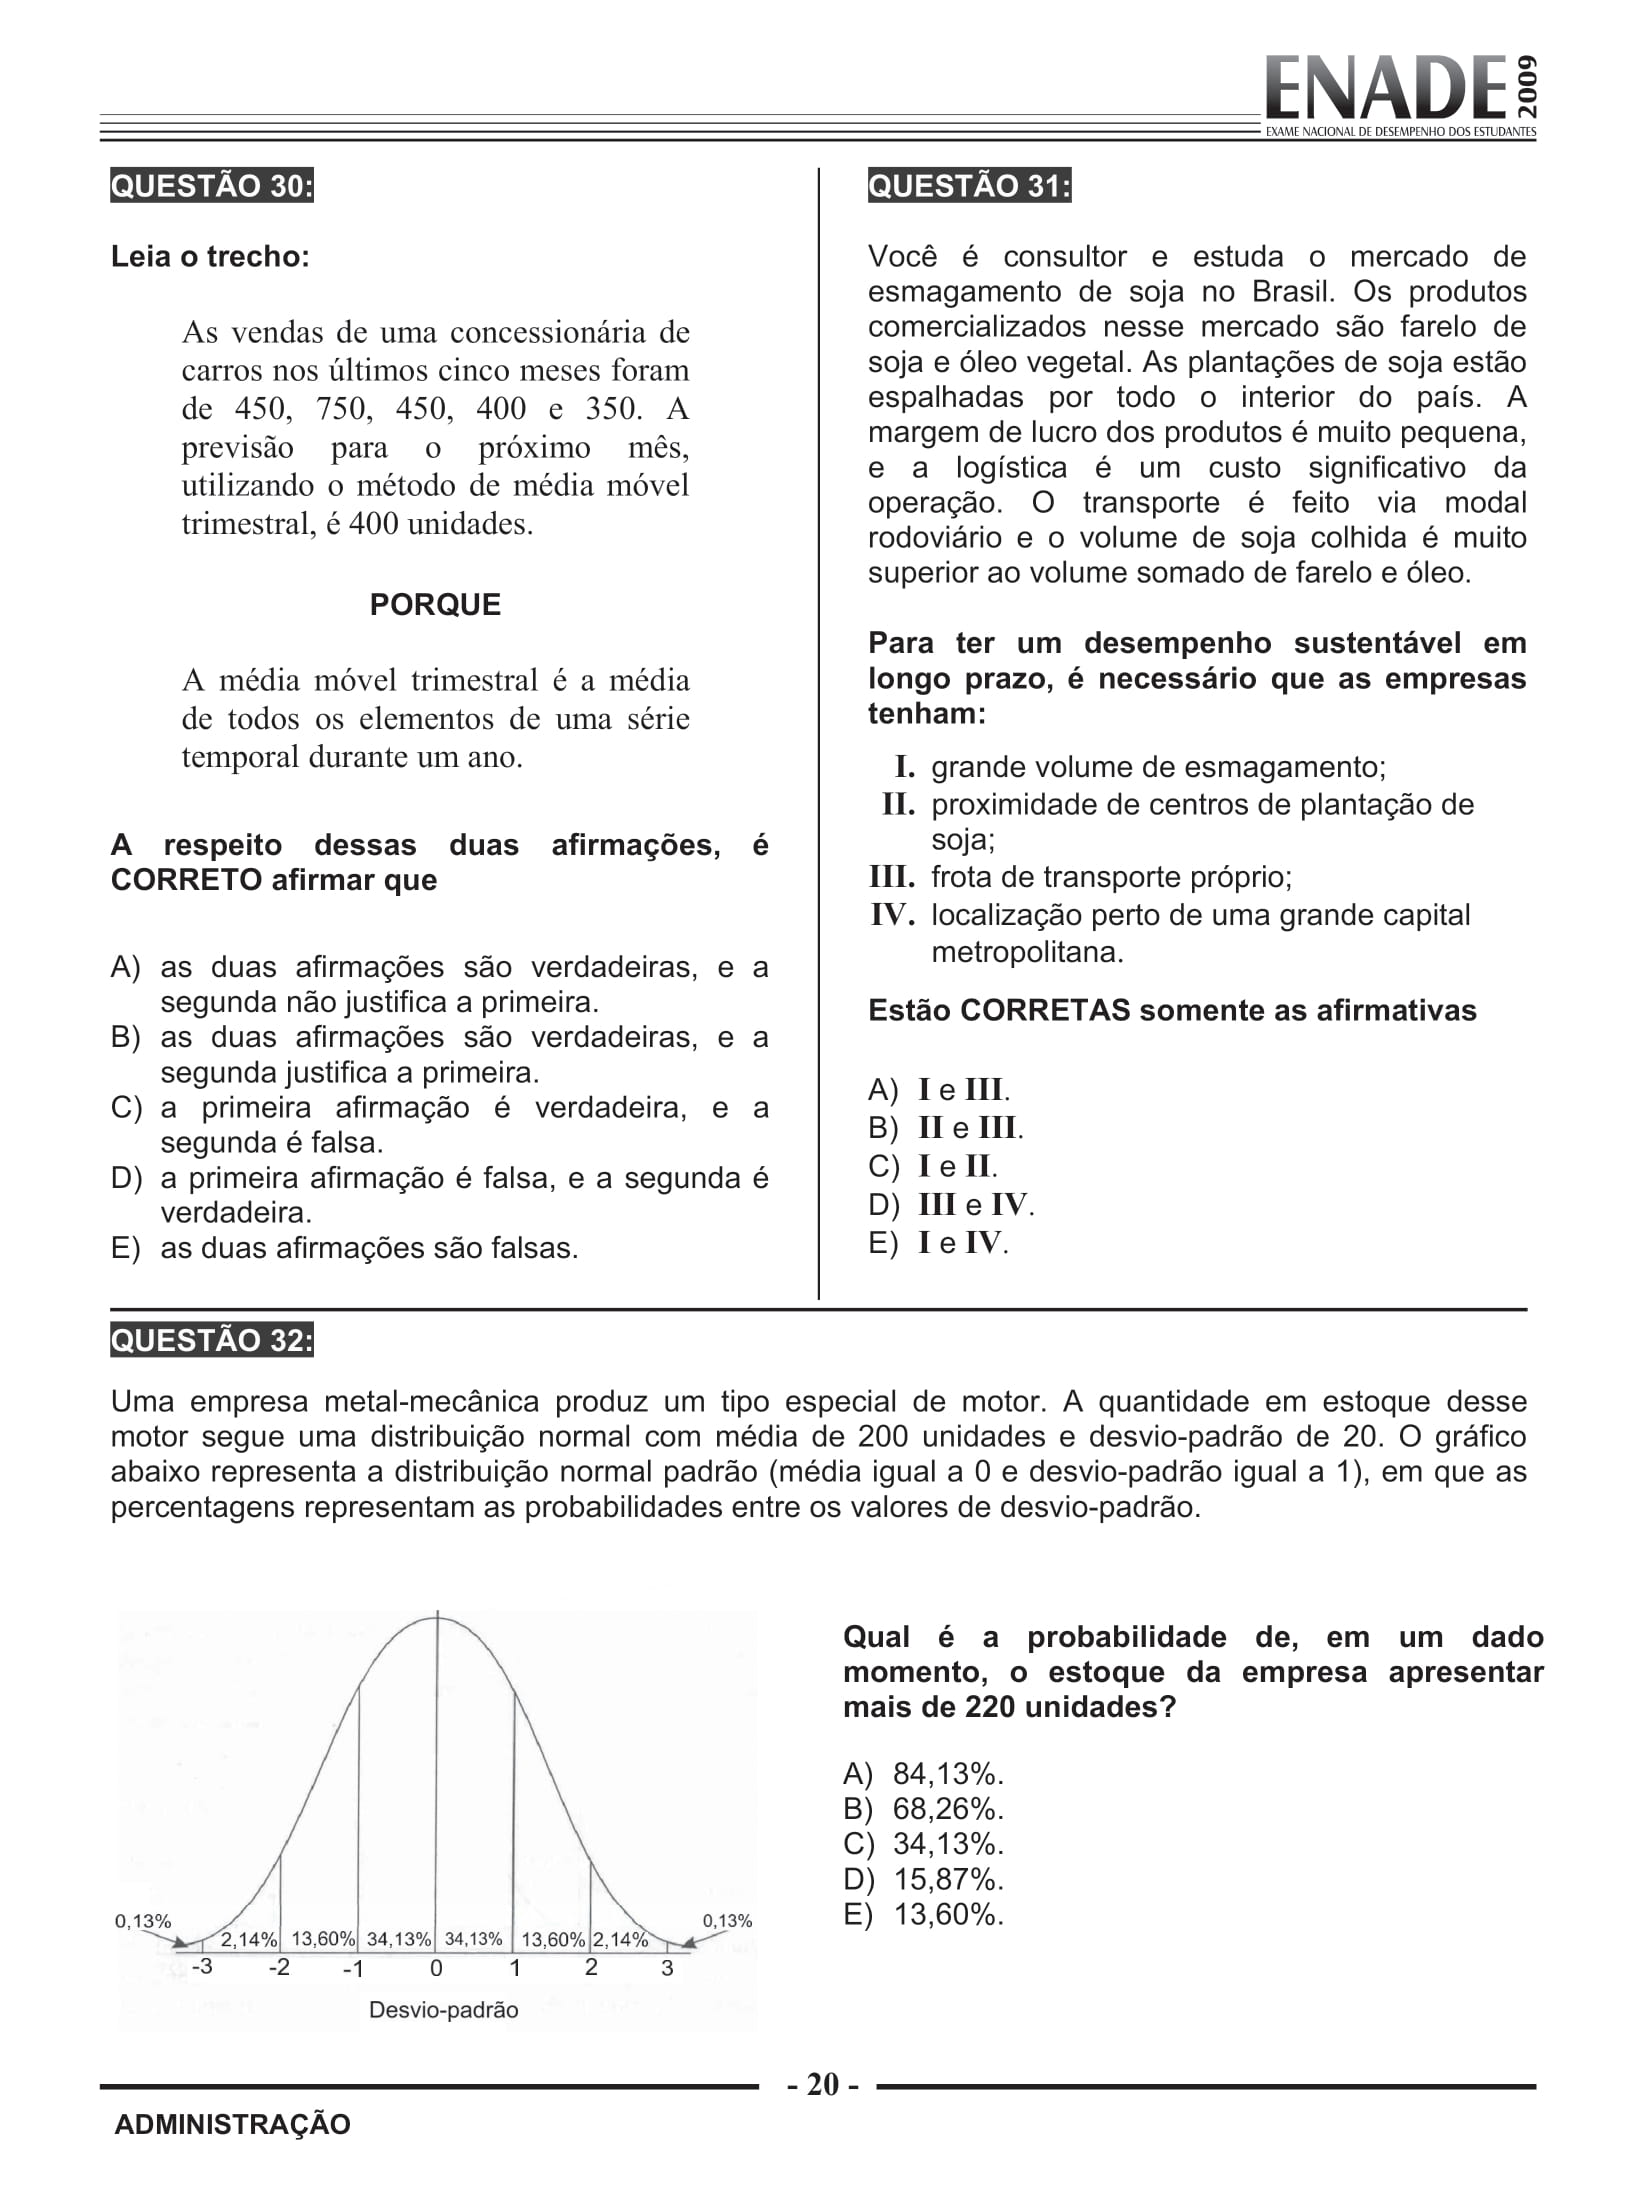 ENADE 2009
EXAME NACIONAL DE DESEMPENHO DOS ESTUDANTES
QUESTÃO 30:
Leia o trecho:
As vendas de uma concessionária de
carros nos últimos cinco meses foram
de 450, 750, 450, 400 e 350. A
previsão para o próximo mês,
utilizando o método de média móvel
trimestral, é 400 unidades.
PORQUE
A média móvel trimestral é a média
de todos os elementos de uma série
temporal durante um ano.
A respeito dessas duas afirmações, é
CORRETO afirmar que
A) as duas afirmações são verdadeiras, e a
segunda não justifica a primeira.
B) as duas afirmações são verdadeiras, e a
segunda justifica a primeira.
C) a primeira afirmação é verdadeira, e a
segunda é falsa.
D) a primeira afirmação é falsa, e a segunda é
verdadeira.
E) as duas afirmações são falsas.
QUESTÃO 31:
Você é consultor e estuda o mercado de
esmagamento de soja no Brasil. Os produtos
comercializados nesse mercado são farelo de
soja e óleo vegetal. As plantações de soja estão
espalhadas por todo o interior do país. A
margem de lucro dos produtos é muito pequena,
e a logística é um custo significativo da
operação. O transporte é feito via modal
rodoviário e o volume de soja colhida é muito
superior ao volume somado de farelo e óleo.
Para ter um desempenho sustentável em
longo prazo, é necessário que as empresas
tenham:
I. grande volume de esmagamento;
II. proximidade de centros de plantação de
soja;
III. frota de transporte próprio;
IV. localização perto de uma grande capital
metropolitana.
Estão CORRETAS somente as afirmativas
A) I e III.
B) II e III.
C) I e II.
D) III e IV.
E) I e IV.
QUESTÃO 32:
Uma empresa metal-mecânica produz um tipo especial de motor. A quantidade em estoque desse
motor segue uma distribuição normal com média de 200 unidades e desvio-padrão de 20. O gráfico
abaixo representa a distribuição normal padrão (média igual a 0 e desvio-padrão igual a 1), em que as
percentagens representam as probabilidades entre os valores de desvio-padrão.
0,13% 2,14% 13,60% 34,13% 34,13% 13,60% 2,14% 0,13%
-3 -2 -1 0 1 2 3
Desvio-padrão
Qual é a probabilidade de, em um dado
momento, o estoque da empresa apresentar
mais de 220 unidades?
A) 84,13%.
B) 68,26%.
C) 34,13%.
D) 15,87%.
E) 13,60%.
- 20 -
ADMINISTRAÇÃO